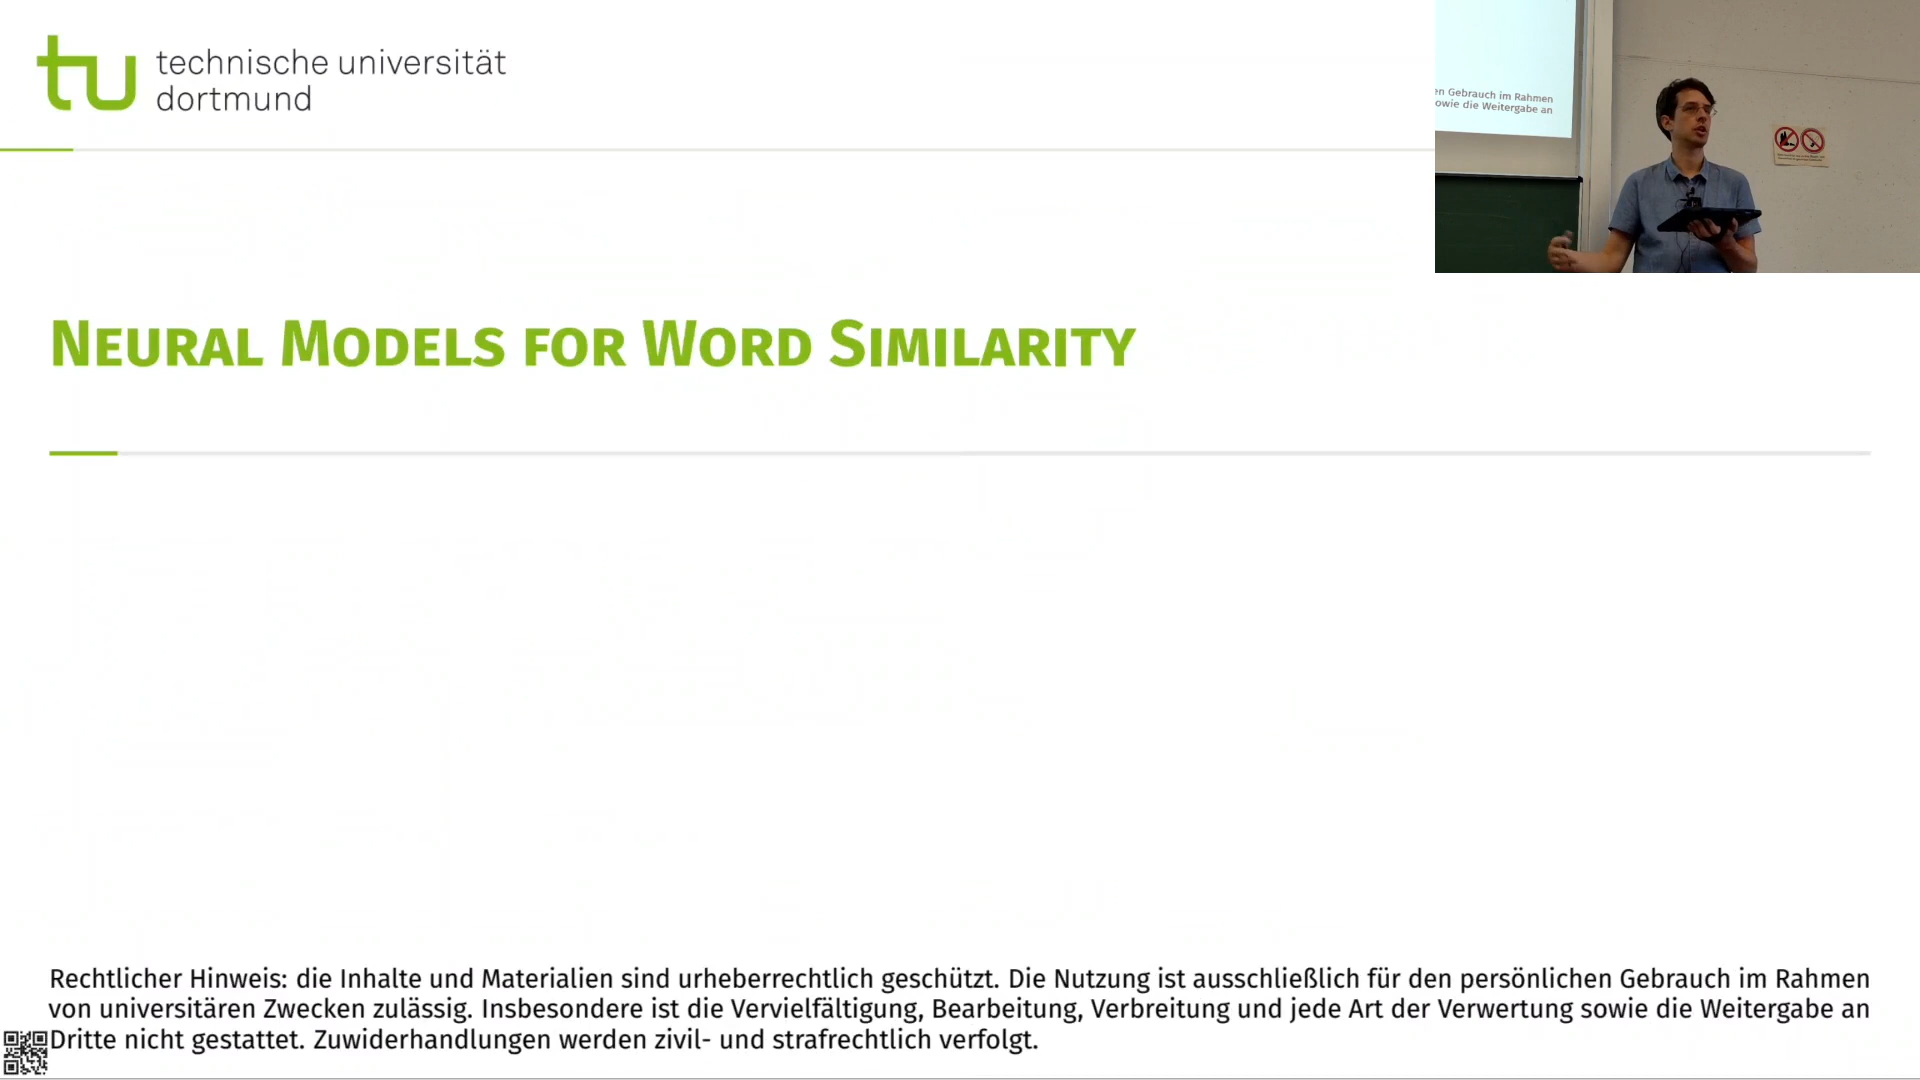 technische universität
dortmund
en Gebrauch im Rahmen
owie die Weitergabe an
Neural Models for Word Similarity
Rechtlicher Hinweis: die Inhalte und Materialien sind urheberrechtlich geschützt. Die Nutzung ist ausschließlich für den persönlichen Gebrauch im Rahmen
von universitären Zwecken zulässig. Insbesondere ist die Vervielfältigung, Bearbeitung, Verbreitung und jede Art der Verwertung sowie die Weitergabe an
Dritte nicht gestattet. Zuwiderhandlungen werden zivil- und strafrechtlich verfolgt.